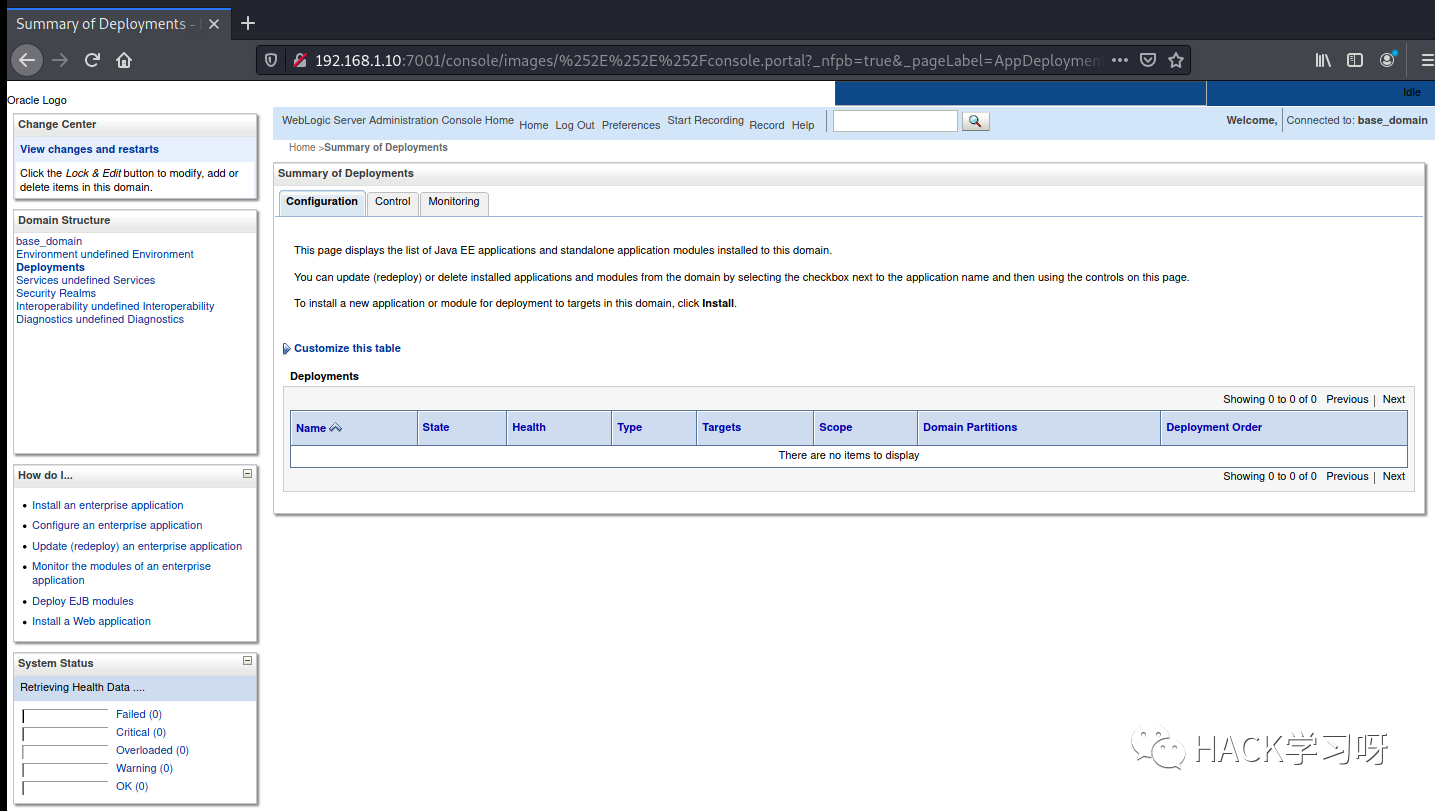 Summary of Deployments -
192.168.1.10:7001/console/images/%252E%252E%252Fconsole.portal?_nfpb=true&_pageLabel=AppDeploymen
Oracle Logo
Idle
Change Center
View changes and restarts
Click the Lock & Edit button to modify, add or
delete items in this domain.
Domain Structure
base_domain
Environment undefined Environment
Deployments
Services undefined Services
Security Realms
Interoperability undefined Interoperability
Diagnostics undefined Diagnostics
How do I...
Install an enterprise application
Configure an enterprise application
Update (redeploy) an enterprise application
Monitor the modules of an enterprise
application
Deploy EJB modules
Install a Web application
System Status
Retrieving Health Data ....
Failed (0)
Critical (0)
Overloaded (0)
Warning (0)
OK (0)
WebLogic Server Administration Console Home Home Log Out Preferences Start Recording Record Help
Welcome, Connected to: base_domain
Home >Summary of Deployments
Summary of Deployments
Configuration Control Monitoring
This page displays the list of Java EE applications and standalone application modules installed to this domain.
You can update (redeploy) or delete installed applications and modules from the domain by selecting the checkbox next to the application name and then using the controls on this page.
To install a new application or module for deployment to targets in this domain, click Install.
Customize this table
Deployments
Showing 0 to 0 of 0 Previous | Next
Name State Health Type Targets Scope Domain Partitions Deployment Order
There are no items to display
Showing 0 to 0 of 0 Previous | Next
HACK学习呀